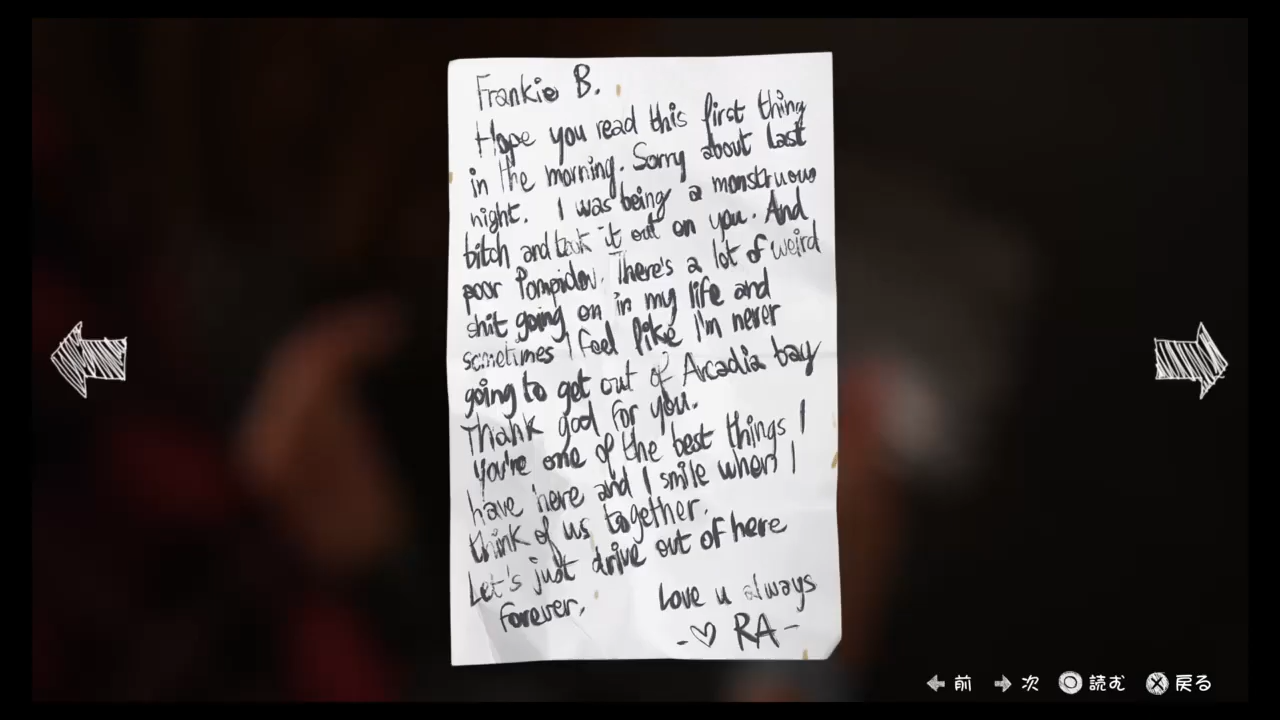 Frankie B.
Hope you read this first thing
in the morning. Sorry about last
night. I was being a monstruous
bitch and took it out on you. And
poor Pompidou. There's a lot of weird
shit going on in my life and
sometimes I feel like I'm never
going to get out of Arcadia bay
Thank god for you.
You're one of the best things I
have here and I smile when I
think of us together.
Let's just drive out of here
forever.
Love u always
-♡ RA-
前 次 読む 戻る